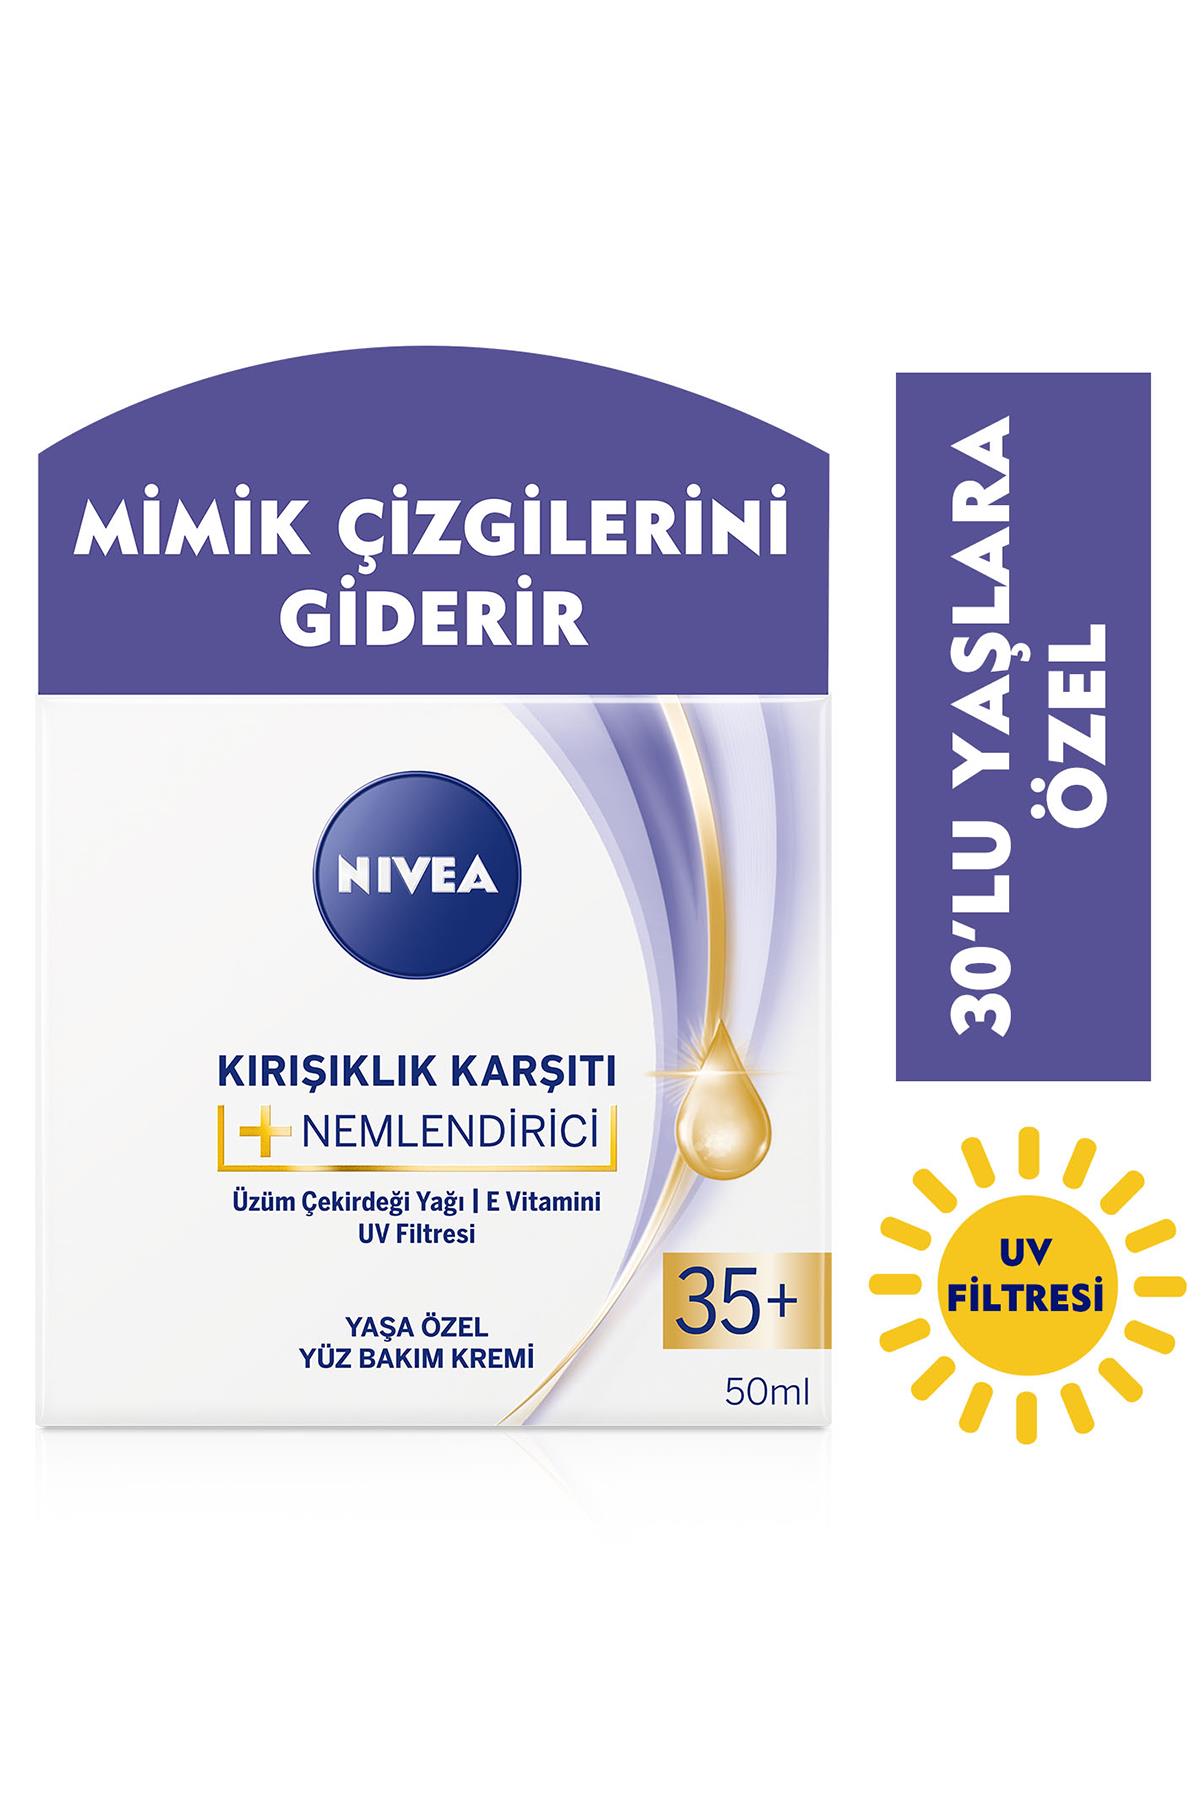 MİMİK ÇİZGİLERİNİ
GİDERİR
NIVEA
KIRIŞIKLIK KARŞITI
+ NEMLENDİRİCİ
Üzüm Çekirdeği Yağı | E Vitamini
UV Filtresi
YAŞA ÖZEL
YÜZ BAKIM KREMİ
35+
50ml
30'LU YAŞLARA
ÖZEL
UV
FİLTRESİ